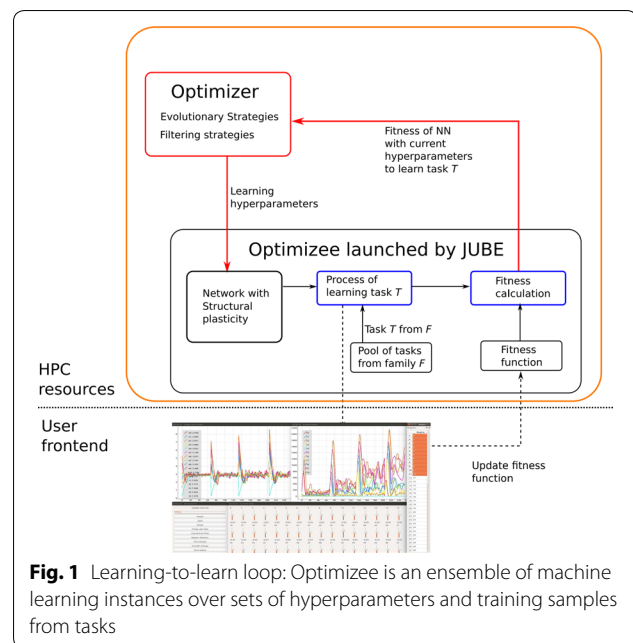 Optimizer
Evolutionary Strategies
Filtering strategies
Fitness of NN
with current
hyperparameters
to learn task T
Learning
hyperparameters
Optimizee launched by JUBE
Network with
Structural
plasticity
Process of
learning task T
Fitness
calculation
Task T from F
Pool of tasks
from family F
Fitness
function
HPC
resources
User
frontend
Update fitness
function
Fig. 1 Learning-to-learn loop: Optimizee is an ensemble of machine
learning instances over sets of hyperparameters and training samples
from tasks